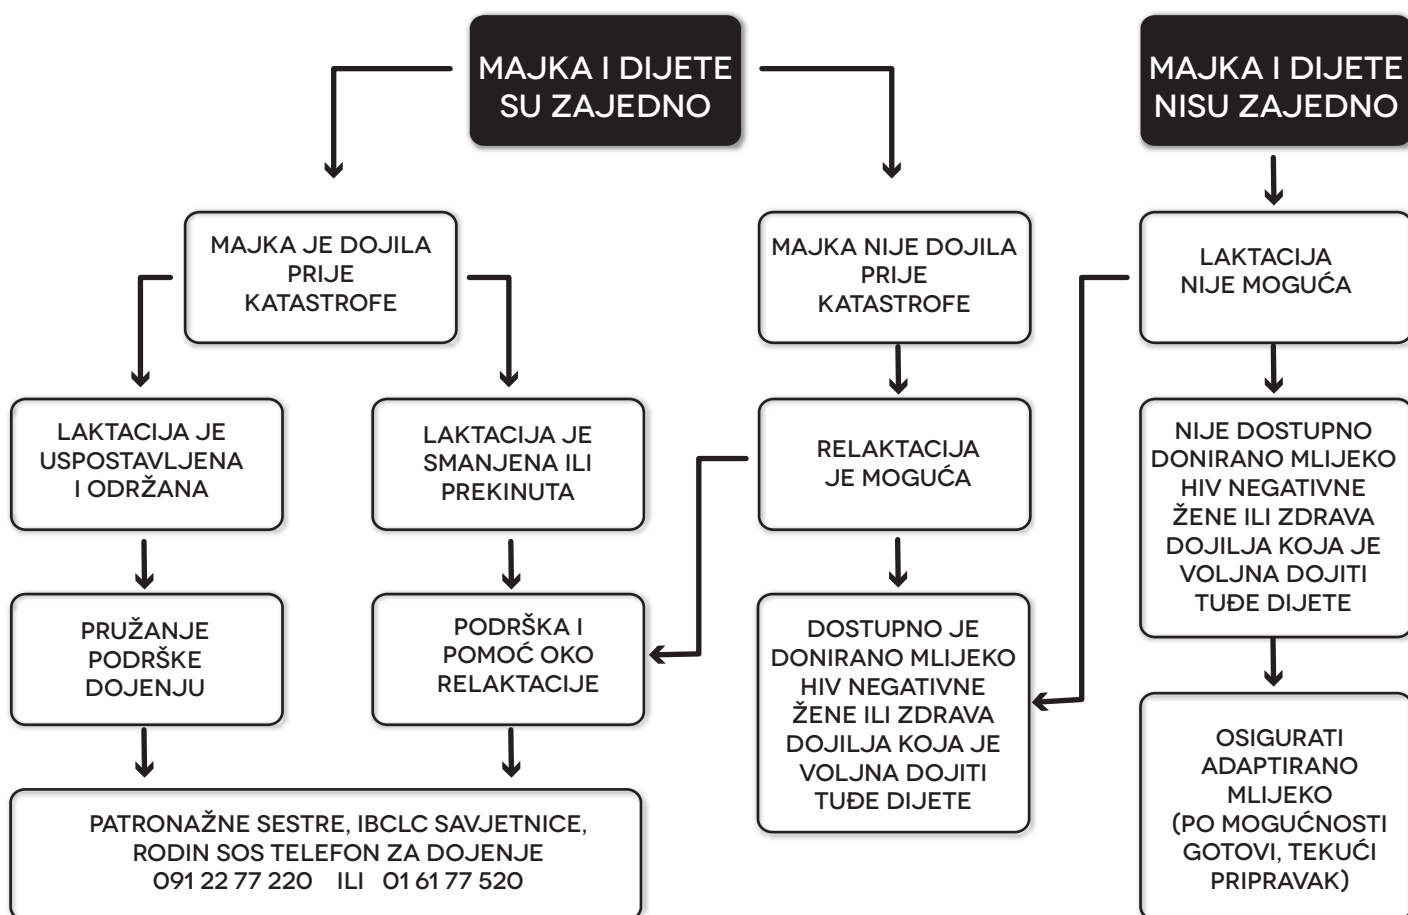 MAJKA I DIJETE
SU ZAJEDNO
MAJKA I DIJETE
NISU ZAJEDNO
MAJKA JE DOJILA
PRIJE
KATASTROFE
MAJKA NIJE DOJILA
PRIJE
KATASTROFE
LAKTACIJA
NIJE MOGUĆA
LAKTACIJA JE
USPOSTAVLJENA
I ODRŽANA
LAKTACIJA JE
SMANJENA ILI
PREKINUTA
RELAKTACIJA
JE MOGUĆA
NIJE DOSTUPNO
DONIRANO MLIJEKO
HIV NEGATIVNE
ŽENE ILI ZDRAVA
DOJILJA KOJA JE
VOLJNA DOJITI
TUĐE DIJETE
PRUŽANJE
PODRŠKE
DOJENJU
PODRŠKA I
POMOĆ OKO
RELAKTACIJE
DOSTUPNO JE
DONIRANO MLIJEKO
HIV NEGATIVNE
ŽENE ILI ZDRAVA
DOJILJA KOJA JE
VOLJNA DOJITI
TUĐE DIJETE
OSIGURATI
ADAPTIRANO
MLIJEKO
(PO MOGUĆNOSTI
GOTOVI, TEKUĆI
PRIPRAVAK)
PATRONAŽNE SESTRE, IBCLC SAVJETNICE,
RODIN SOS TELEFON ZA DOJENJE
091 22 77 220 ILI 01 61 77 520